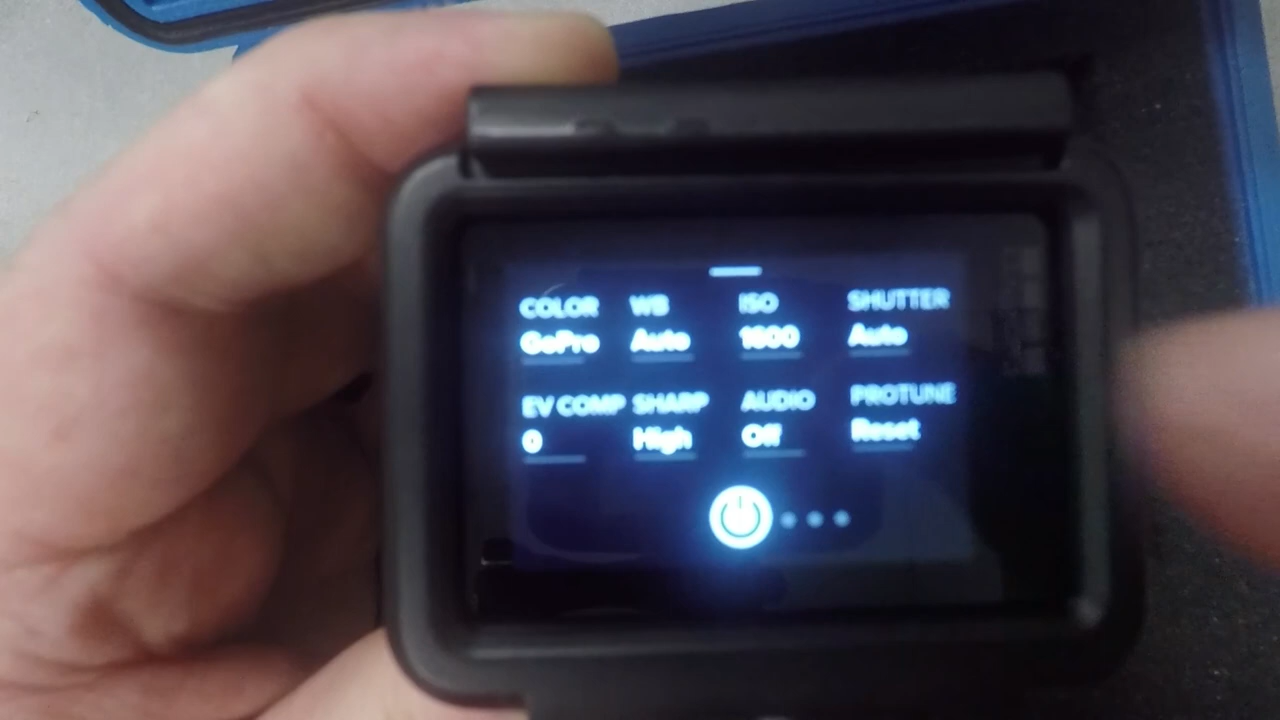 COLOR WB ISO SHUTTER
GoPro Auto 1600 Auto
EV COMP SHARP AUDIO PROTUNE
0 High Off Reset